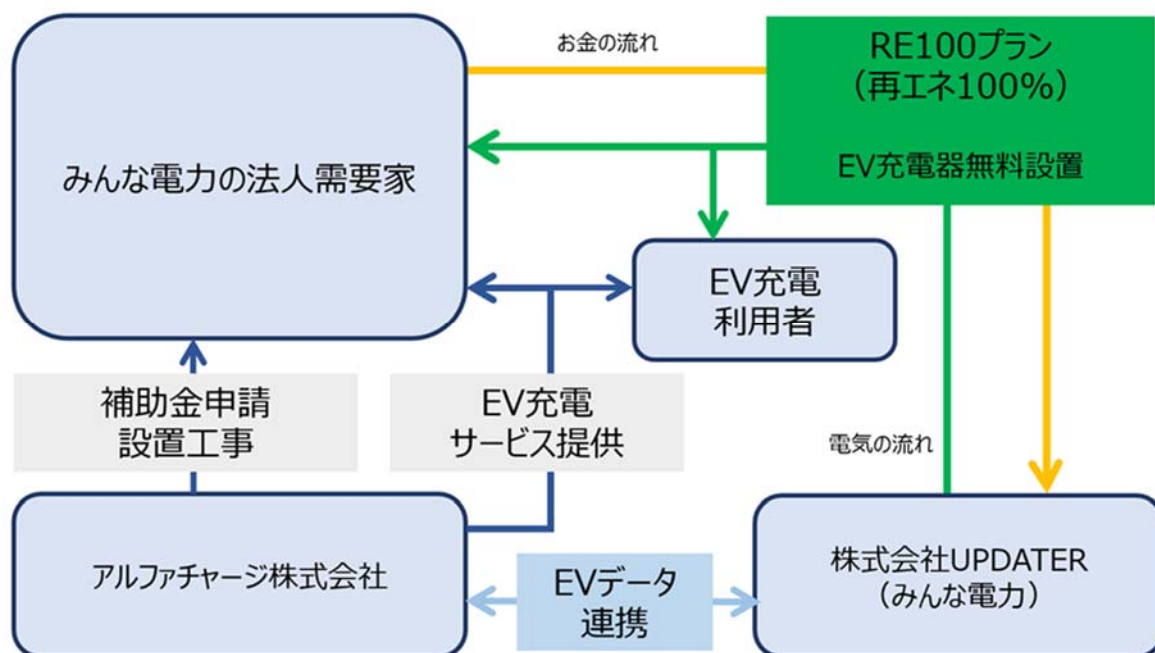 お金の流れ
RE100プラン
（再エネ100%）
EV充電器無料設置
みんな電力の法人需要家
EV充電
利用者
補助金申請
設置工事
EV充電
サービス提供
電気の流れ
アルファチャージ株式会社
EVデータ
連携
株式会社UPDATER
（みんな電力）